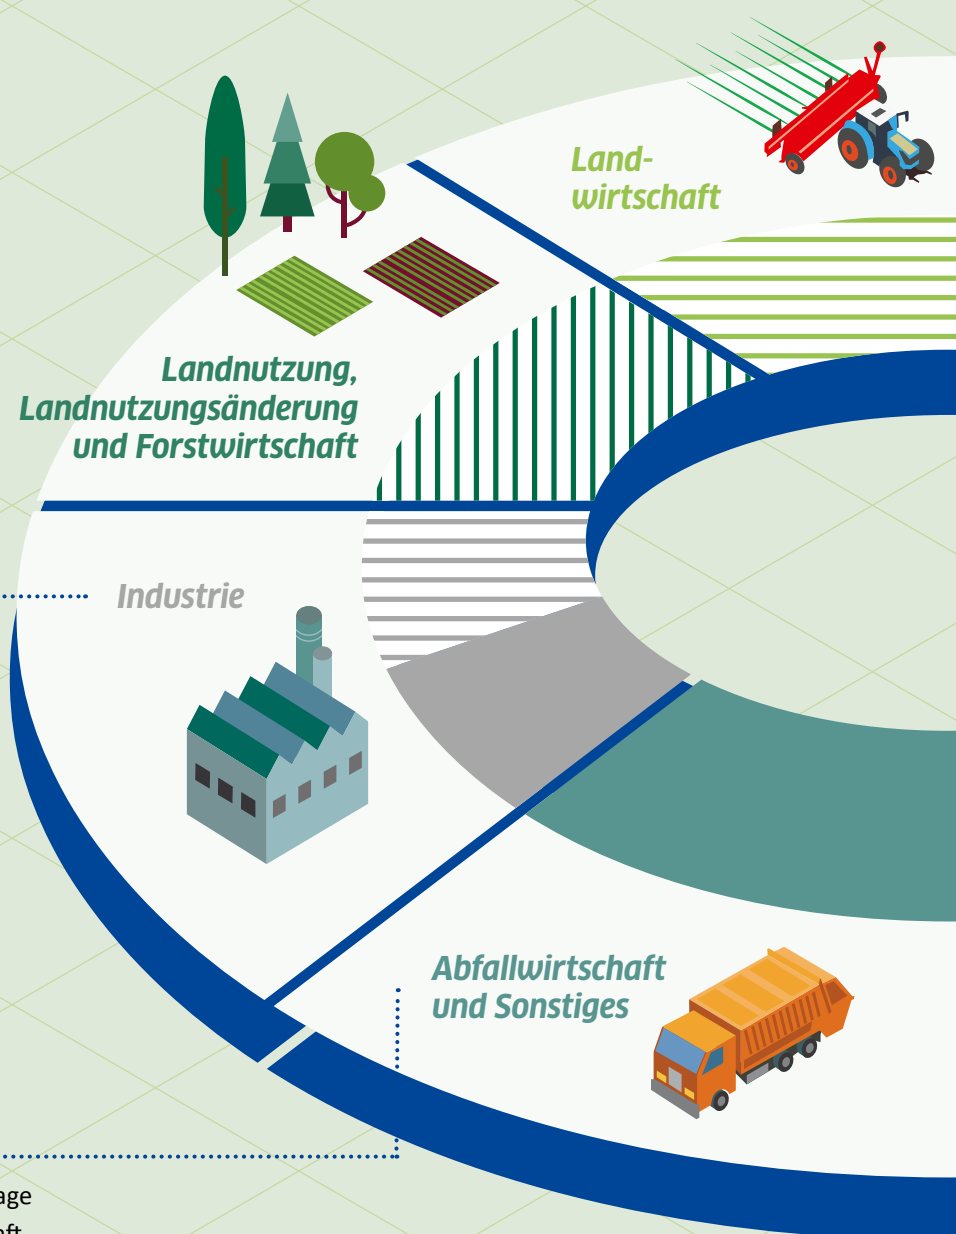 Land-
wirtschaft
Landnutzung,
Landnutzungsänderung
und Forstwirtschaft
Industrie
Abfallwirtschaft
und Sonstiges